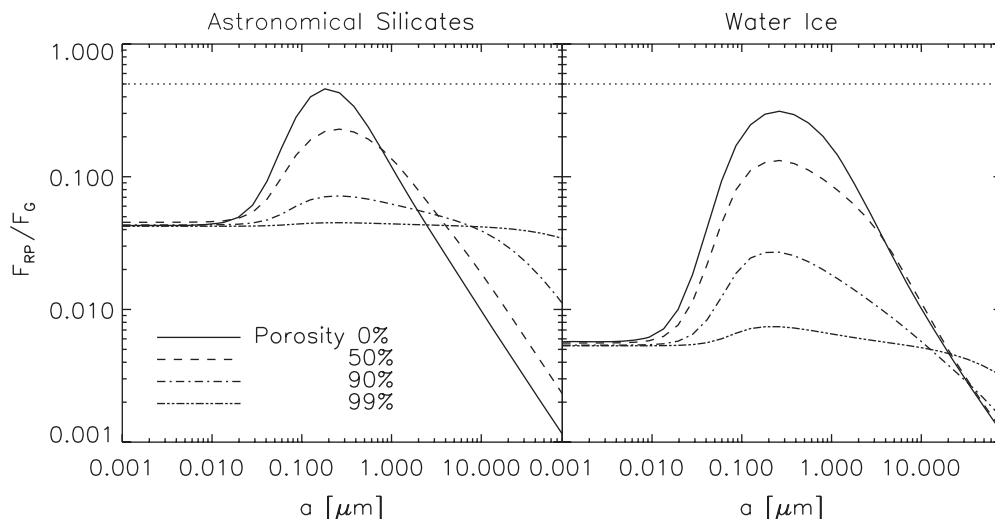 Astronomical Silicates
Water Ice
1.000
0.100
0.010
0.001
F_RP/F_G
Porosity 0%
50%
90%
99%
0.001 0.010 0.100 1.000 10.000 0.001 0.010 0.100 1.000 10.000
a [μm]
a [μm]